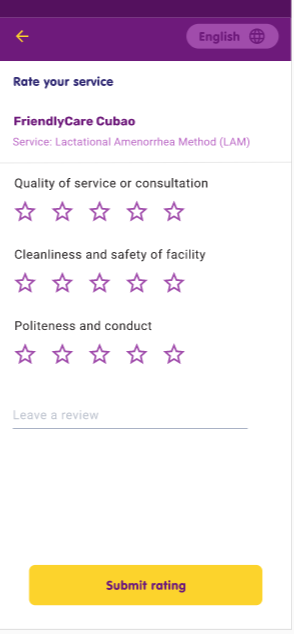 English
Rate your service
FriendlyCare Cubao
Service: Lactational Amenorrhea Method (LAM)
Quality of service or consultation
Cleanliness and safety of facility
Politeness and conduct
Leave a review
Submit rating